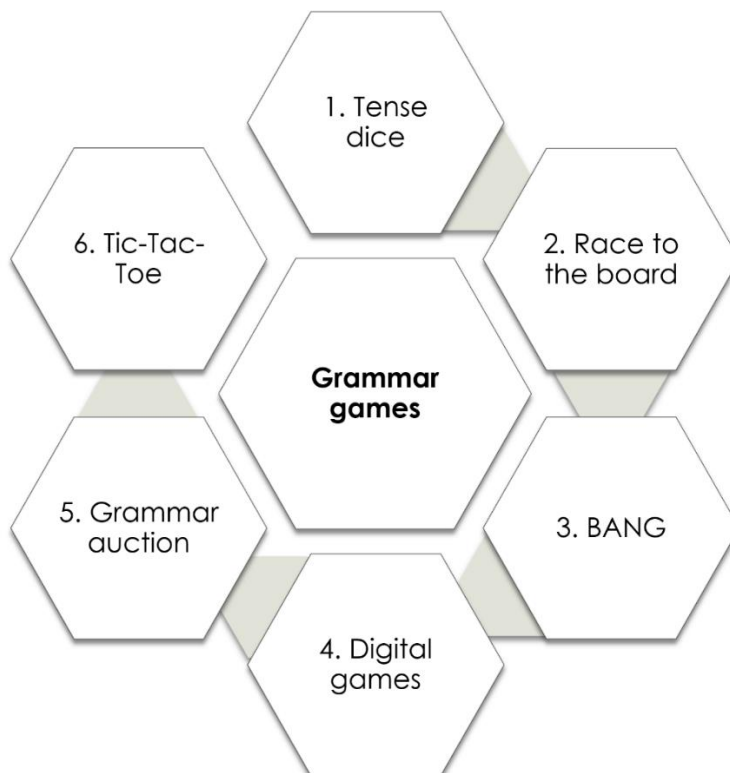 1. Tense
dice
2. Race to
the board
3. BANG
4. Digital
games
5. Grammar
auction
6. Tic-Tac-
Toe
Grammar
games